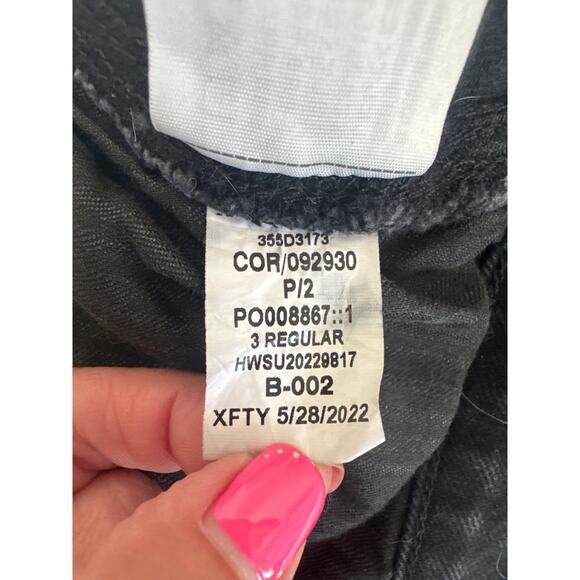 355D3173
COR/092930
P/2
PO008867::1
3 REGULAR
HWSU20229817
B-002
XFTY 5/28/2022